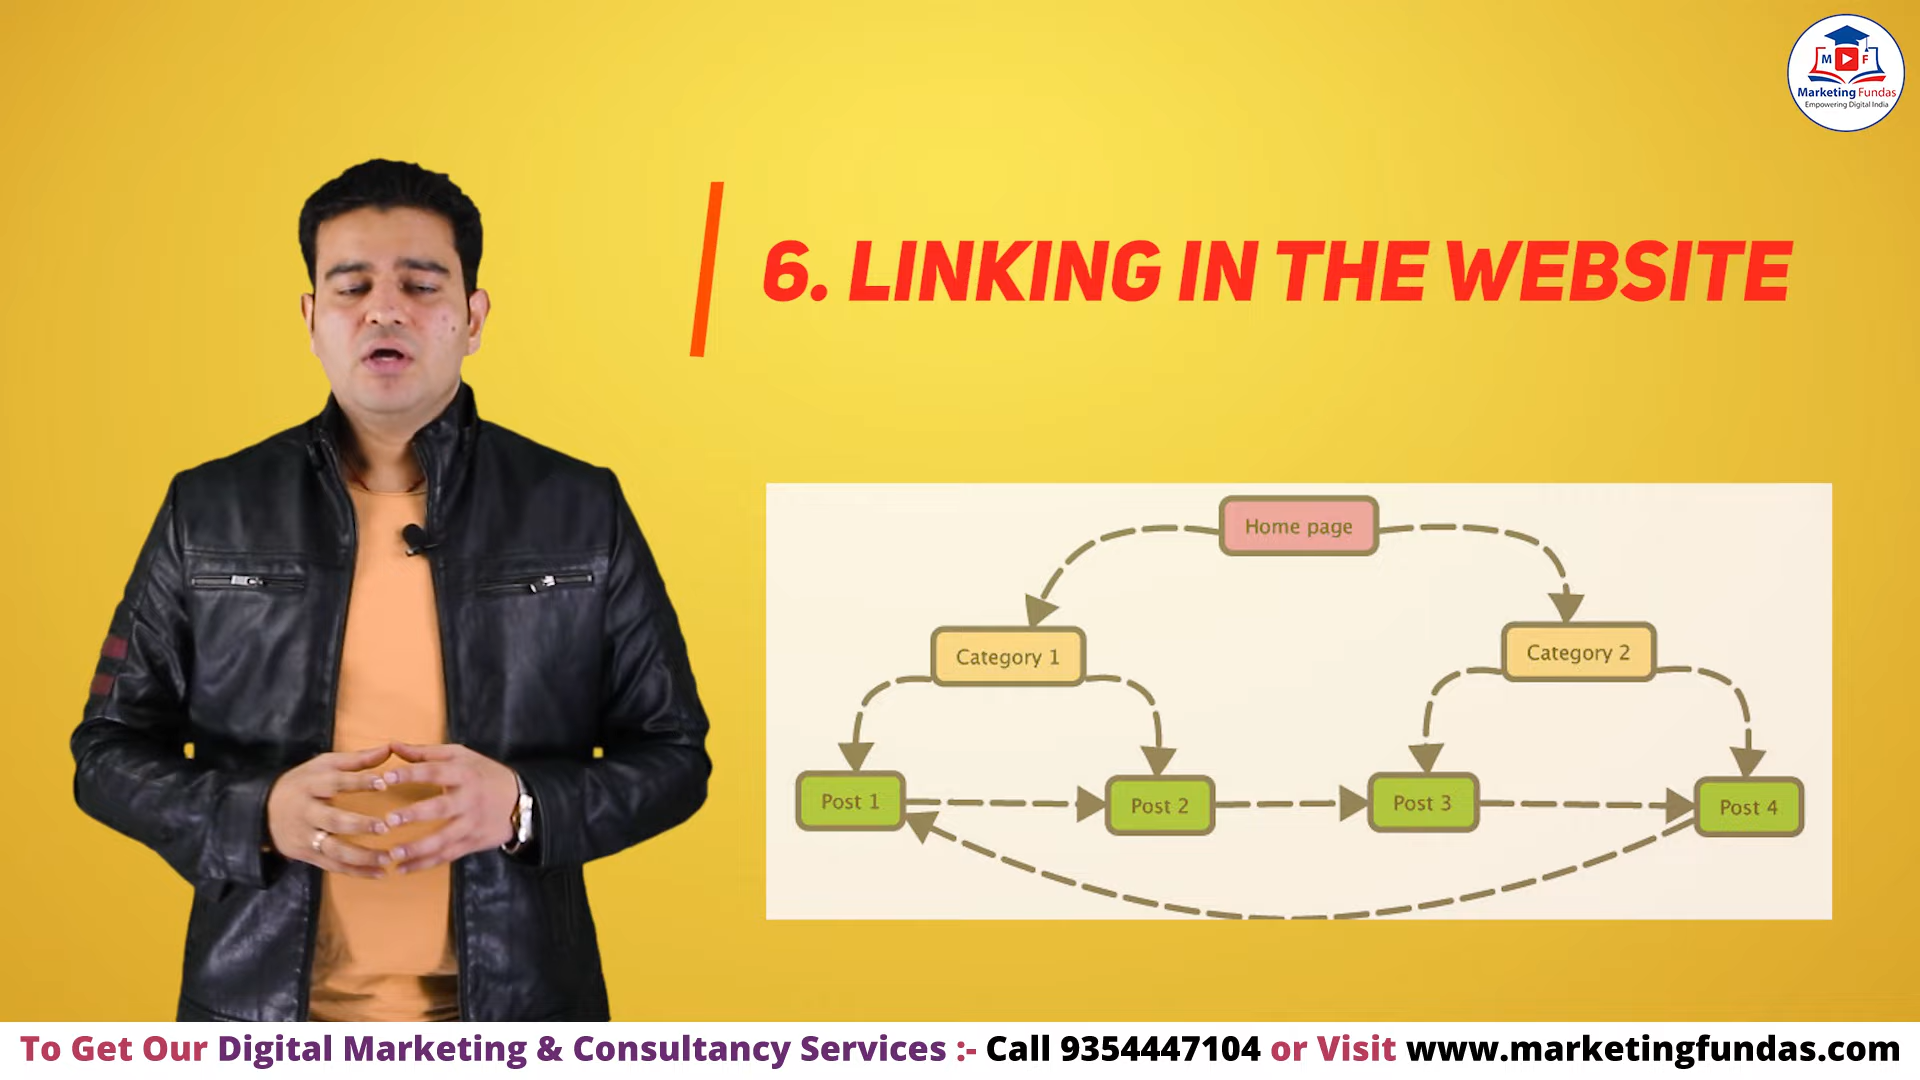 M F
Marketing Fundas
Empowering Digital India
6. LINKING IN THE WEBSITE
Home page
Category 1
Category 2
Post 1
Post 2
Post 3
Post 4
To Get Our Digital Marketing & Consultancy Services :- Call 9354447104 or Visit www.marketingfundas.com